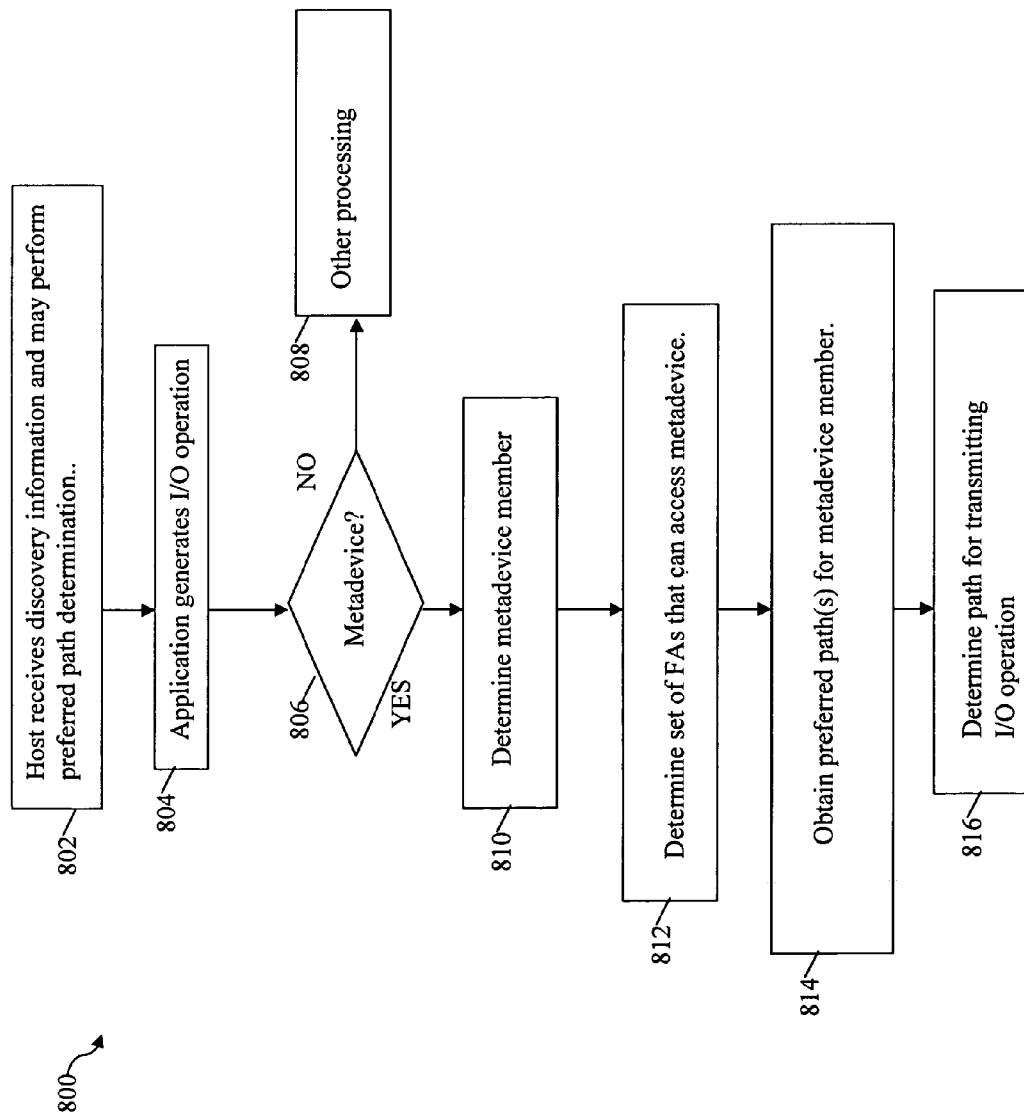 800
802
Host receives discovery information and may perform
preferred path determination..
804
Application generates I/O operation
806
Metadevice?
NO
YES
808
Other processing
810
Determine metadevice member
812
Determine set of FAs that can access metadevice.
814
Obtain preferred path(s) for metadevice member.
816
Determine path for transmitting
I/O operation